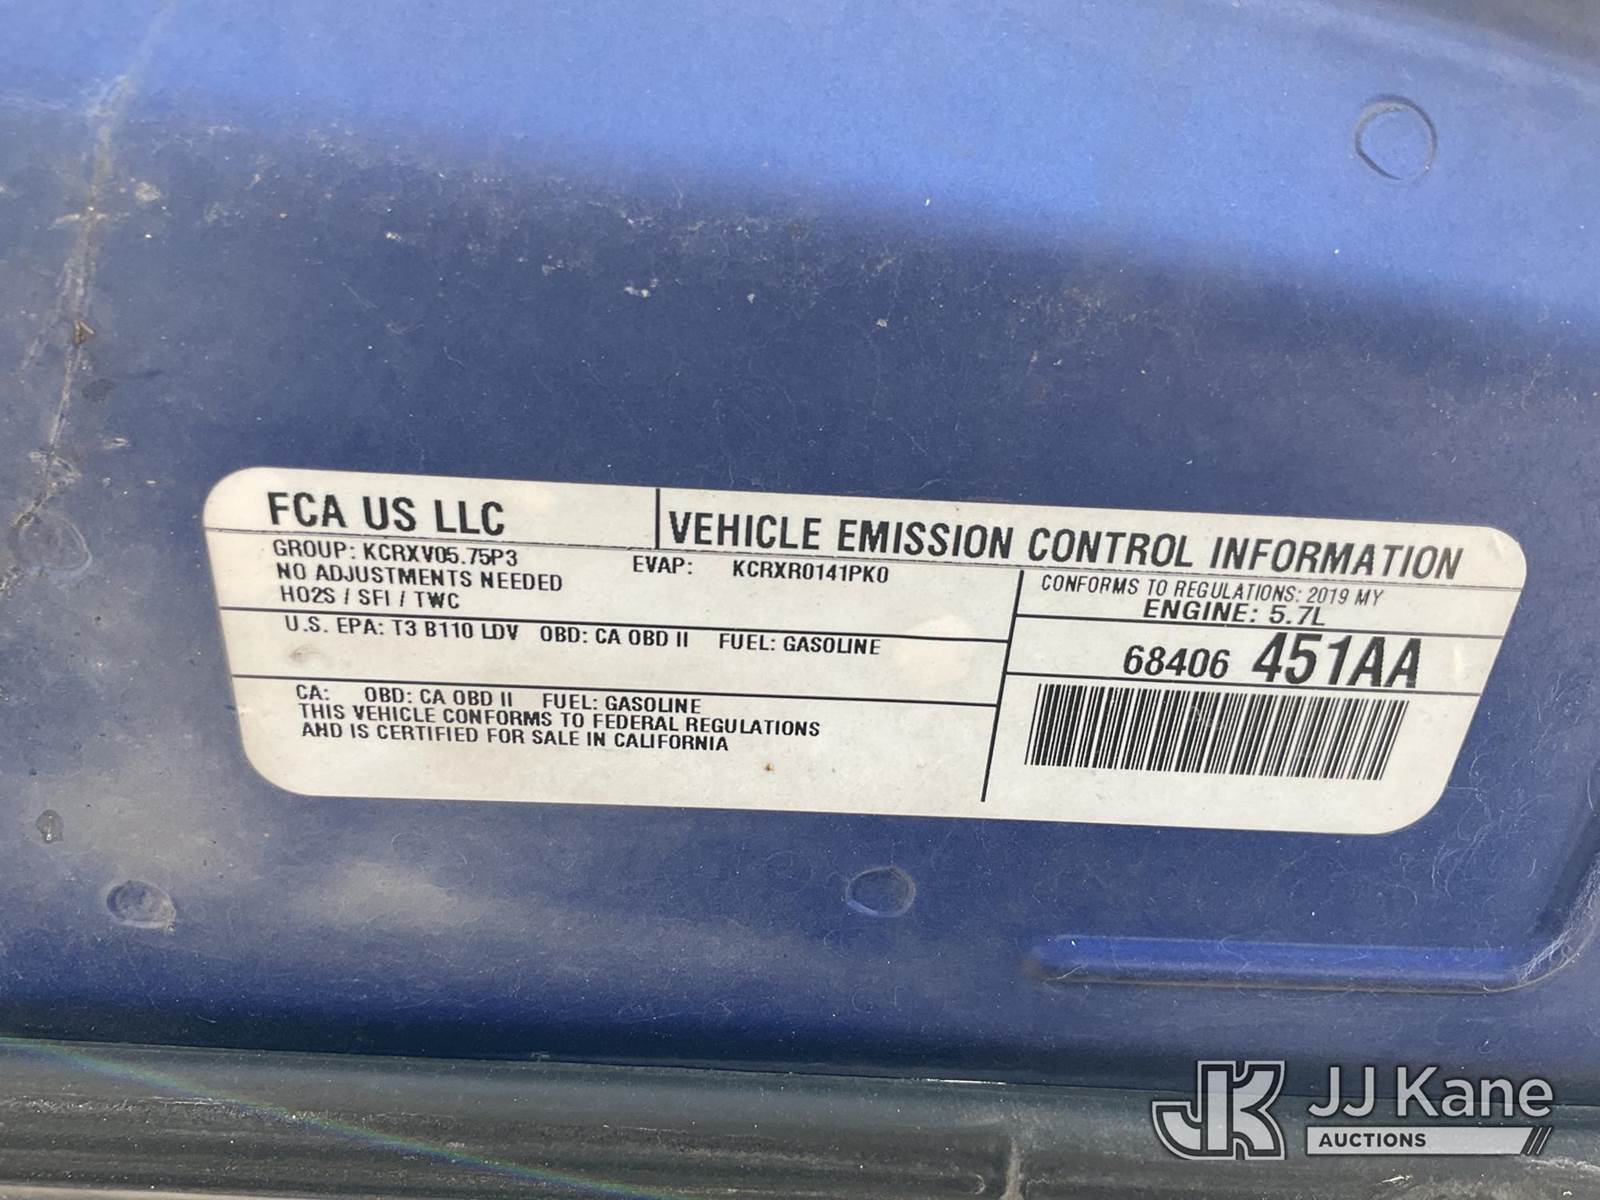 FCA US LLC
VEHICLE EMISSION CONTROL INFORMATION
GROUP: KCRXV05.75P3
EVAP: KCRXR0141PK0
NO ADJUSTMENTS NEEDED
HO2S / SFI / TWC
CONFORMS TO REGULATIONS: 2019 MY
ENGINE: 5.7L
U.S. EPA: T3 B110 LDV OBD: CA OBD II FUEL: GASOLINE
68406 451AA
CA: OBD: CA OBD II FUEL: GASOLINE
THIS VEHICLE CONFORMS TO FEDERAL REGULATIONS
AND IS CERTIFIED FOR SALE IN CALIFORNIA
JK JJ Kane
AUCTIONS